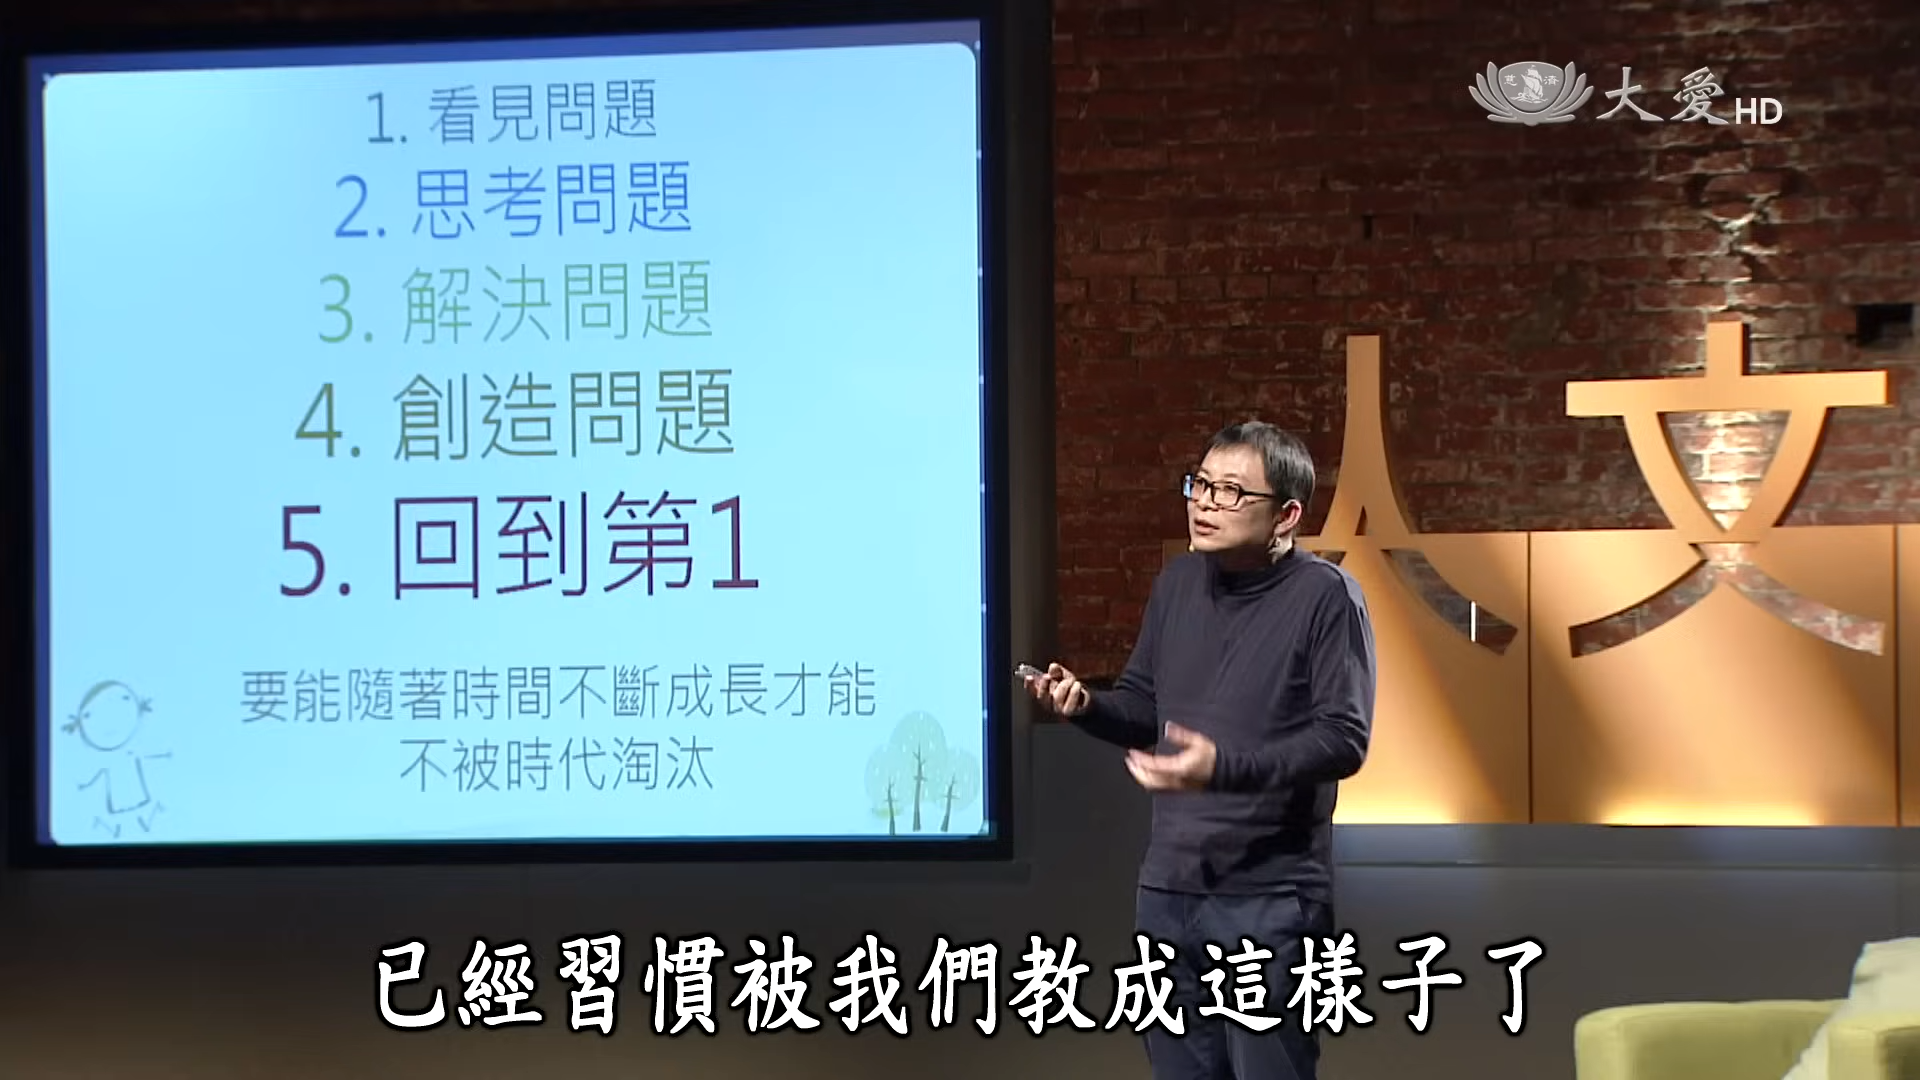 1. 看見問題
2. 思考問題
3. 解決問題
4. 創造問題
5. 回到第1
要能隨著時間不斷成長才能
不被時代淘汰
慈 濟
大愛HD
人文
已經習慣被我們教成這樣子了